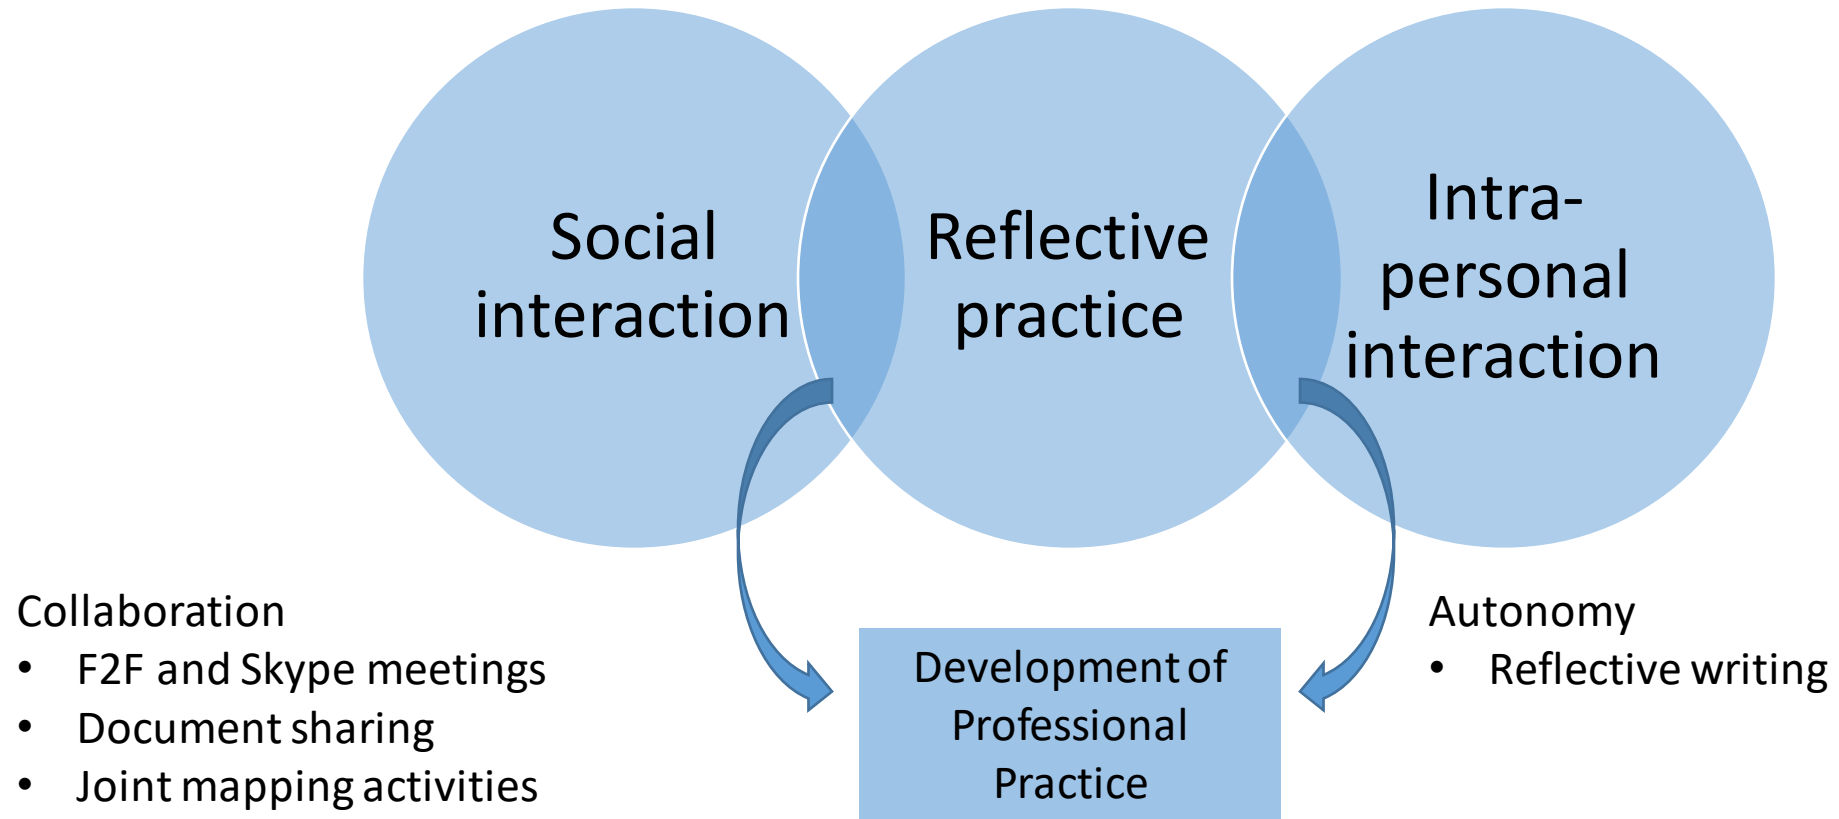 Social
interaction
Reflective
practice
Intra-
personal
interaction
Collaboration
• F2F and Skype meetings
• Document sharing
• Joint mapping activities
Development of
Professional
Practice
Autonomy
• Reflective writing